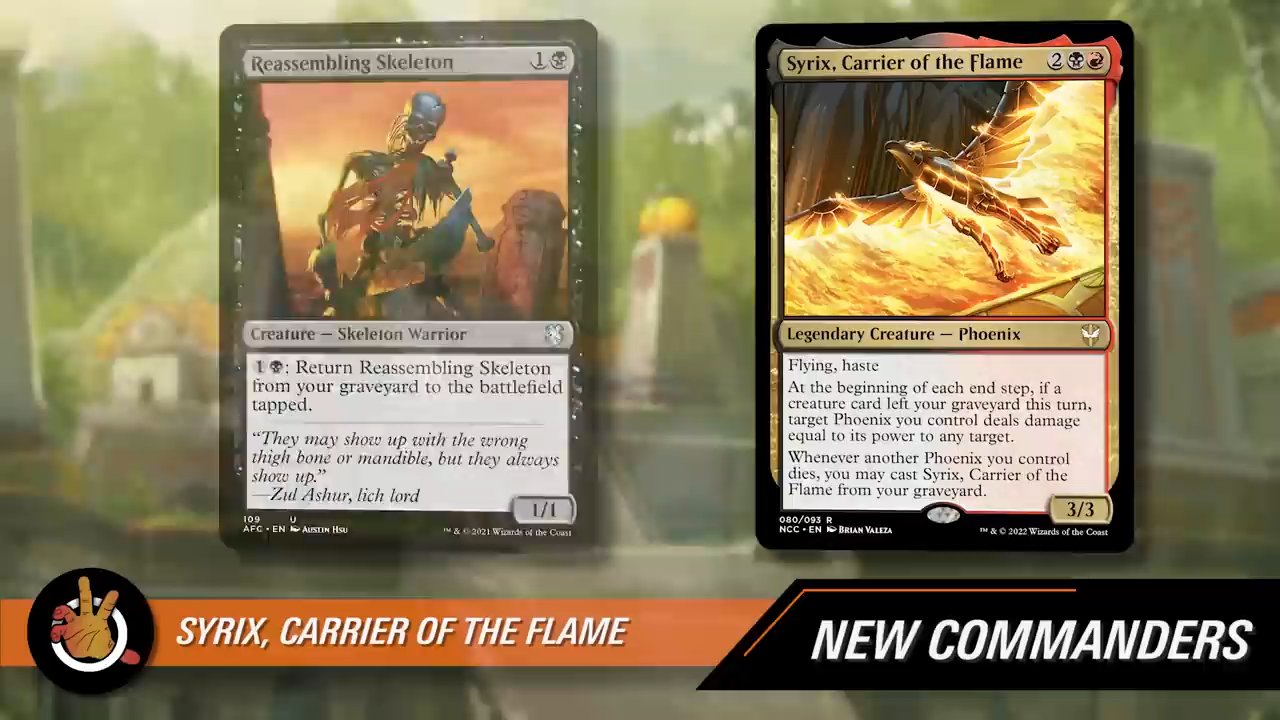 Reassembling Skeleton 1
Creature — Skeleton Warrior
1 : Return Reassembling Skeleton
from your graveyard to the battlefield
tapped.
“They may show up with the wrong
thigh bone or mandible, but they always
show up.”
—Zul Ashur, lich lord
1/1
109 U
AFC • EN Austin Hsu
™ & © 2021 Wizards of the Coast
Syrix, Carrier of the Flame 2
Legendary Creature — Phoenix
Flying, haste
At the beginning of each end step, if a
creature card left your graveyard this turn,
target Phoenix you control deals damage
equal to its power to any target.
Whenever another Phoenix you control
dies, you may cast Syrix, Carrier of the
Flame from your graveyard.
3/3
080/093 R
NCC • EN Brian Valeza
™ & © 2022 Wizards of the Coast
SYRIX, CARRIER OF THE FLAME
NEW COMMANDERS